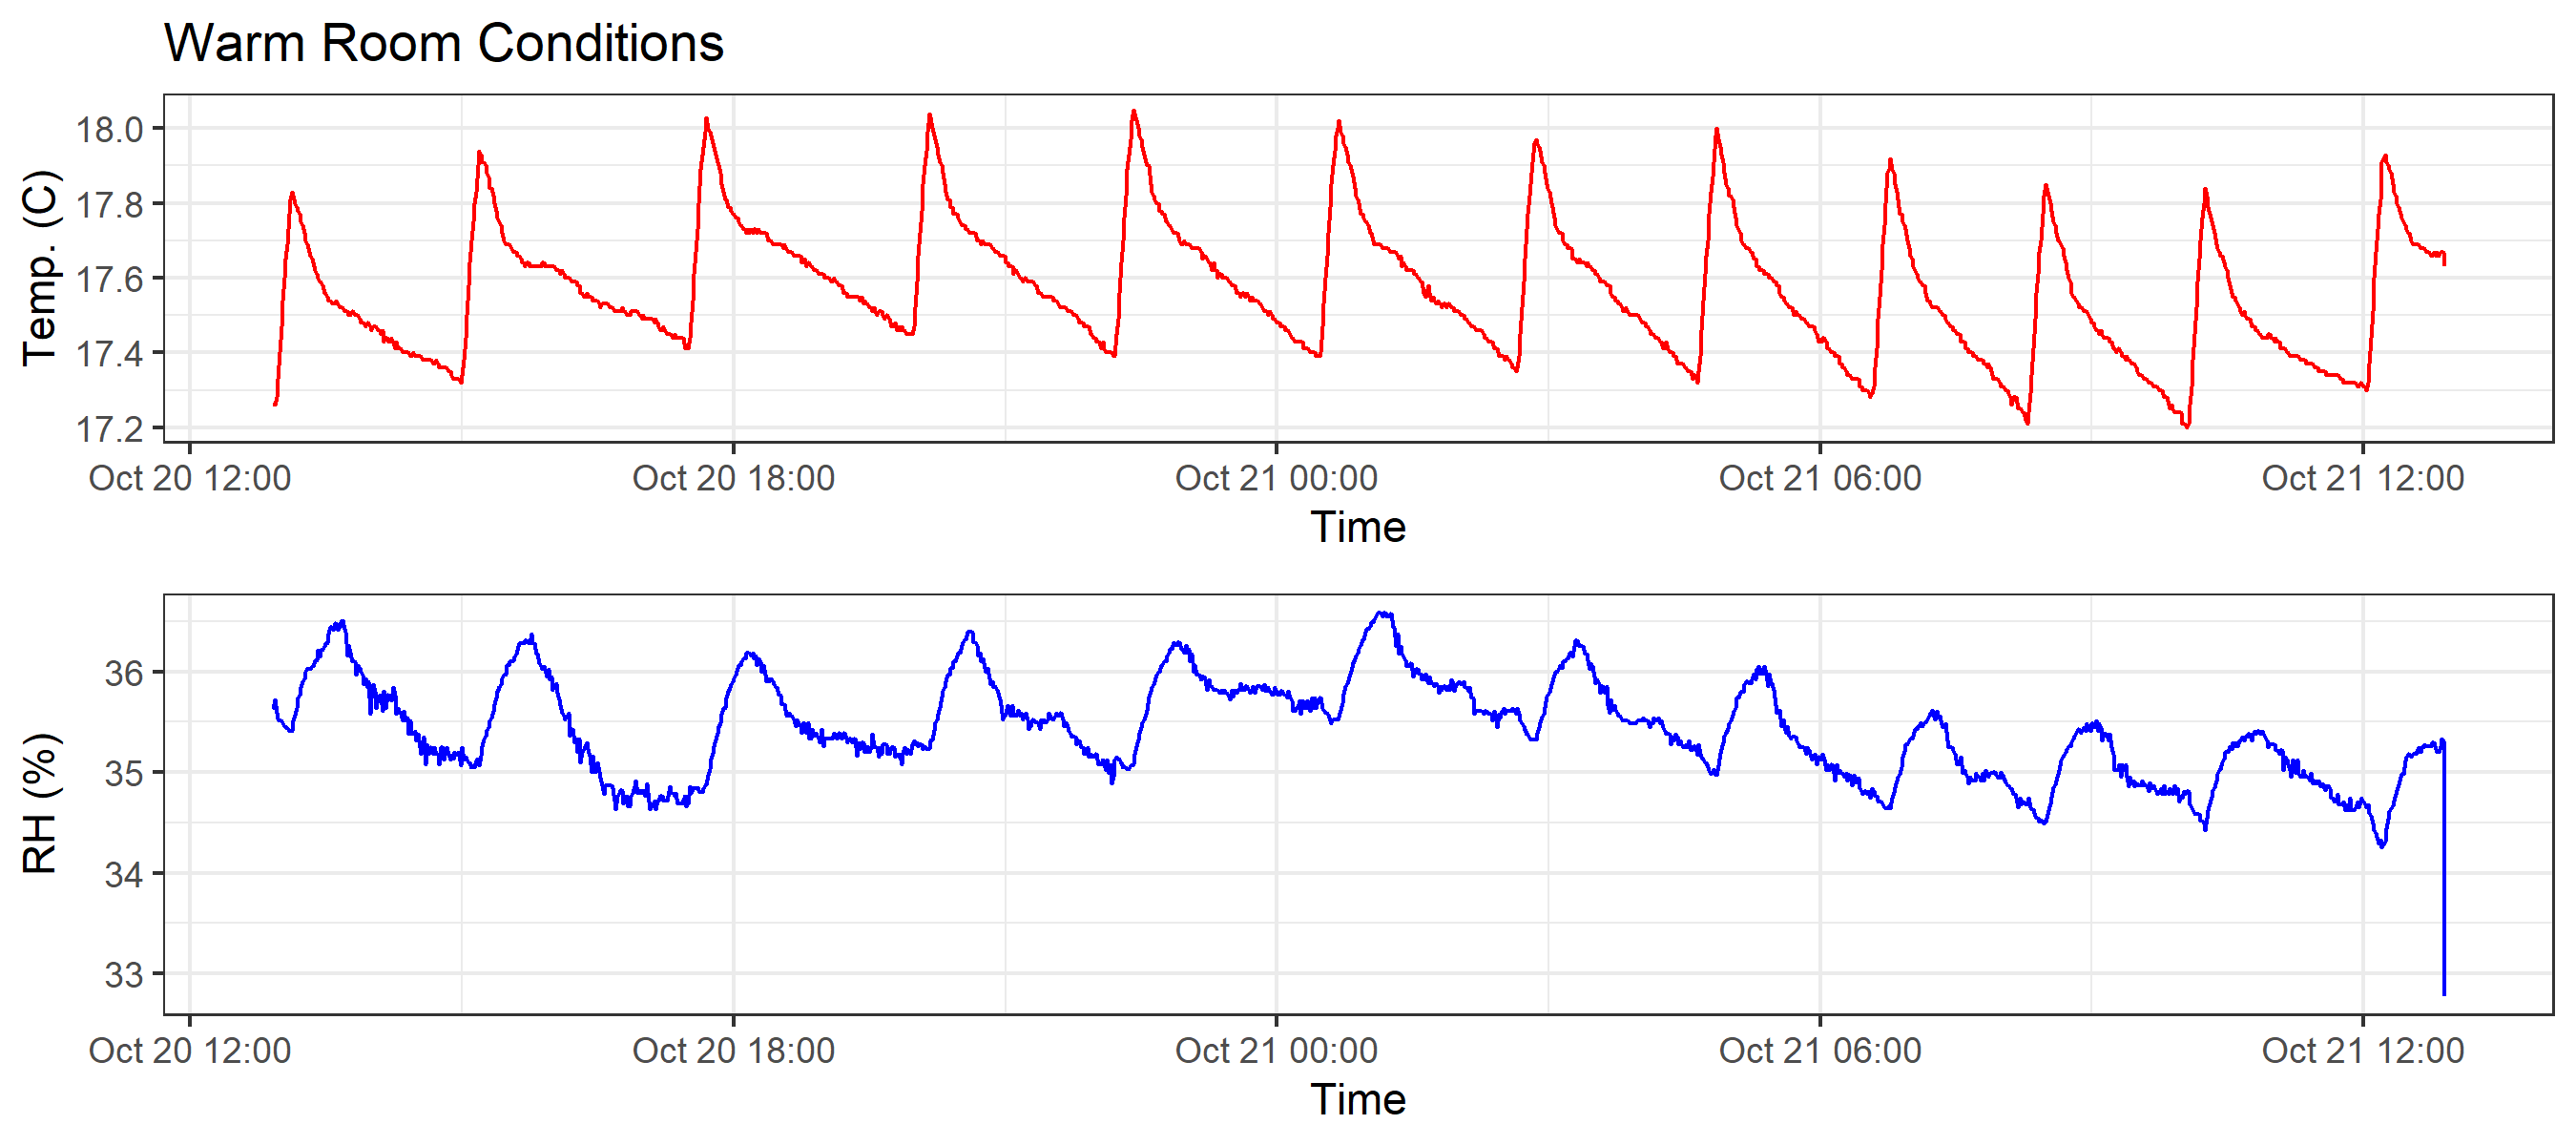 Warm Room Conditions
Temp. (C)
18.0
17.8
17.6
17.4
17.2
Oct 20 12:00 Oct 20 18:00 Oct 21 00:00 Oct 21 06:00 Oct 21 12:00
Time
RH (%)
36
35
34
33
Oct 20 12:00 Oct 20 18:00 Oct 21 00:00 Oct 21 06:00 Oct 21 12:00
Time